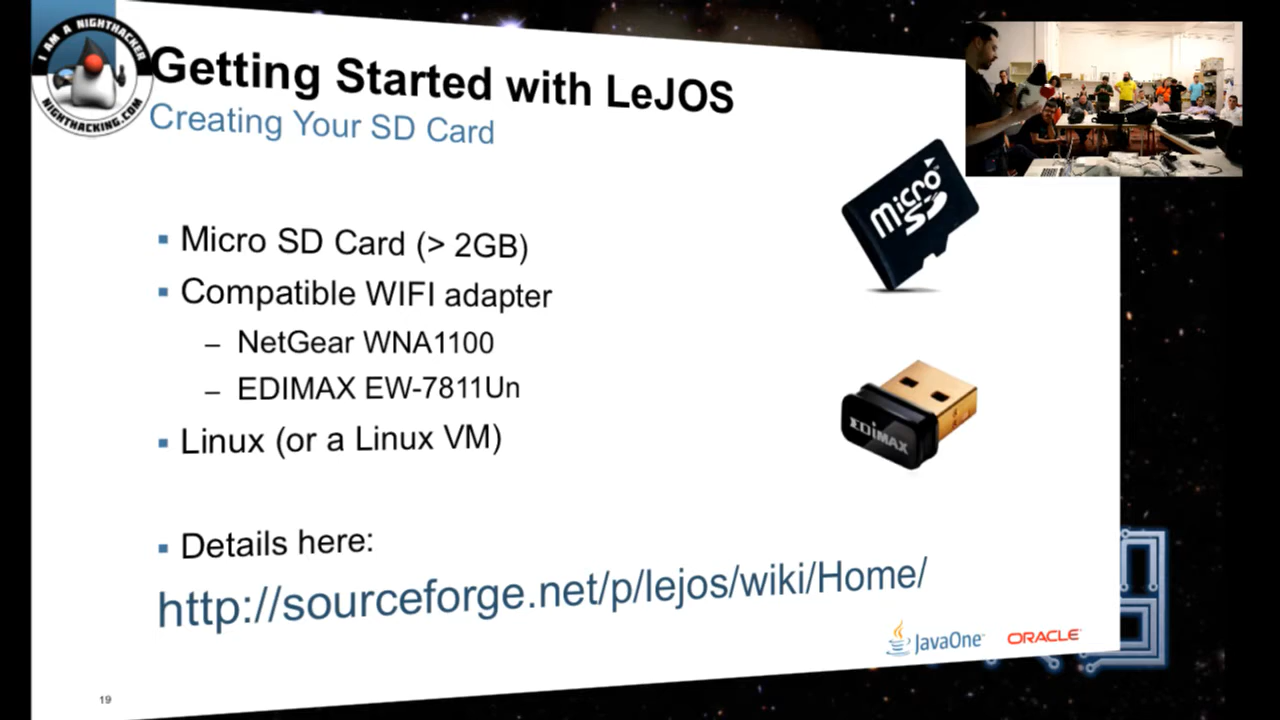 I AM A NIGHTHACKER
NIGHTHACKING.COM
Getting Started with LeJOS
Creating Your SD Card
Micro SD Card (> 2GB)
Compatible WIFI adapter
– NetGear WNA1100
– EDIMAX EW-7811Un
Linux (or a Linux VM)
Details here:
http://sourceforge.net/p/lejos/wiki/Home/
micro SD
EDIMAX
JavaOne
ORACLE
19